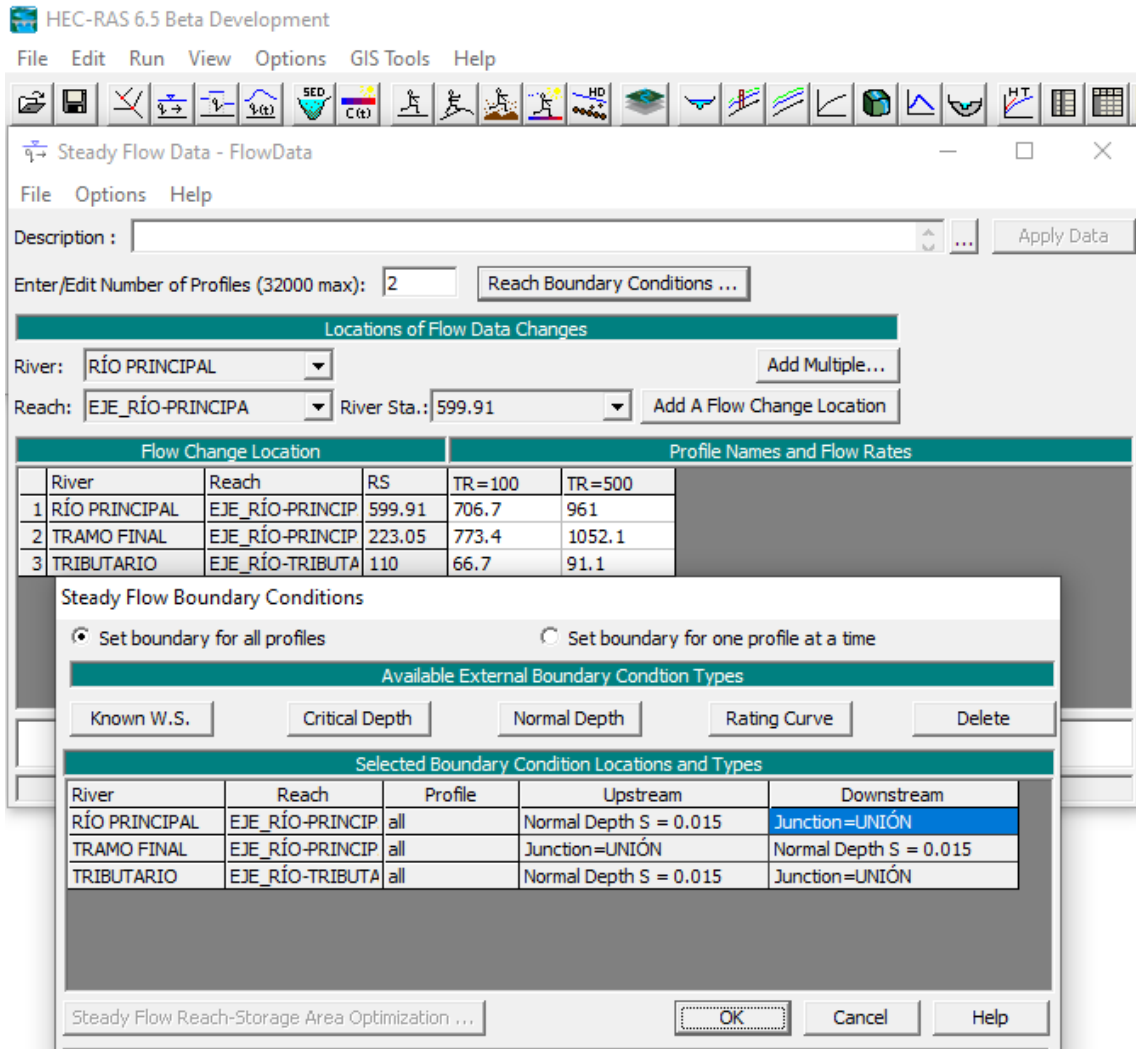 HEC-RAS 6.5 Beta Development
File Edit Run View Options GIS Tools Help
SED C(t) HD HT
Steady Flow Data - FlowData
File Options Help
Description : ... Apply Data
Enter/Edit Number of Profiles (32000 max): 2 Reach Boundary Conditions ...
Locations of Flow Data Changes
River: RÍO PRINCIPAL Add Multiple...
Reach: EJE_RÍO-PRINCIPA River Sta.: 599.91 Add A Flow Change Location
Flow Change Location Profile Names and Flow Rates
River Reach RS TR=100 TR=500
1 RÍO PRINCIPAL EJE_RÍO-PRINCIP 599.91 706.7 961
2 TRAMO FINAL EJE_RÍO-PRINCIP 223.05 773.4 1052.1
3 TRIBUTARIO EJE_RÍO-TRIBUTA 110 66.7 91.1
Steady Flow Boundary Conditions
Set boundary for all profiles Set boundary for one profile at a time
Available External Boundary Condtion Types
Known W.S. Critical Depth Normal Depth Rating Curve Delete
Selected Boundary Condition Locations and Types
River Reach Profile Upstream Downstream
RÍO PRINCIPAL EJE_RÍO-PRINCIP all Normal Depth S = 0.015 Junction=UNIÓN
TRAMO FINAL EJE_RÍO-PRINCIP all Junction=UNIÓN Normal Depth S = 0.015
TRIBUTARIO EJE_RÍO-TRIBUTA all Normal Depth S = 0.015 Junction=UNIÓN
Steady Flow Reach-Storage Area Optimization ... OK Cancel Help